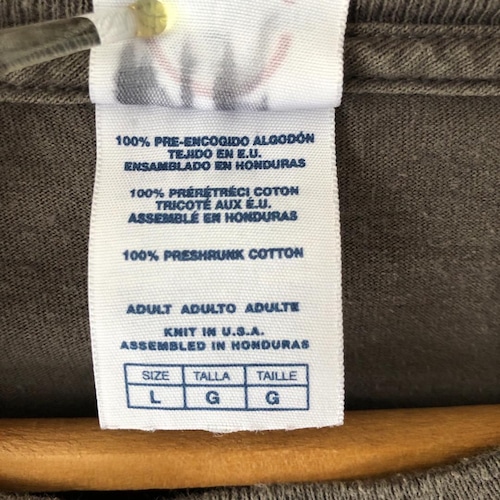 100% PRE-ENCOGIDO ALGODÓN
TEJIDO EN E.U.
ENSAMBLADO EN HONDURAS
100% PRÉRÉTRÉCI COTON
TRICOTÉ AUX É.U.
ASSEMBLÉ EN HONDURAS
100% PRESHRUNK COTTON
ADULT ADULTO ADULTE
KNIT IN U.S.A.
ASSEMBLED IN HONDURAS
SIZE TALLA TAILLE
L G G